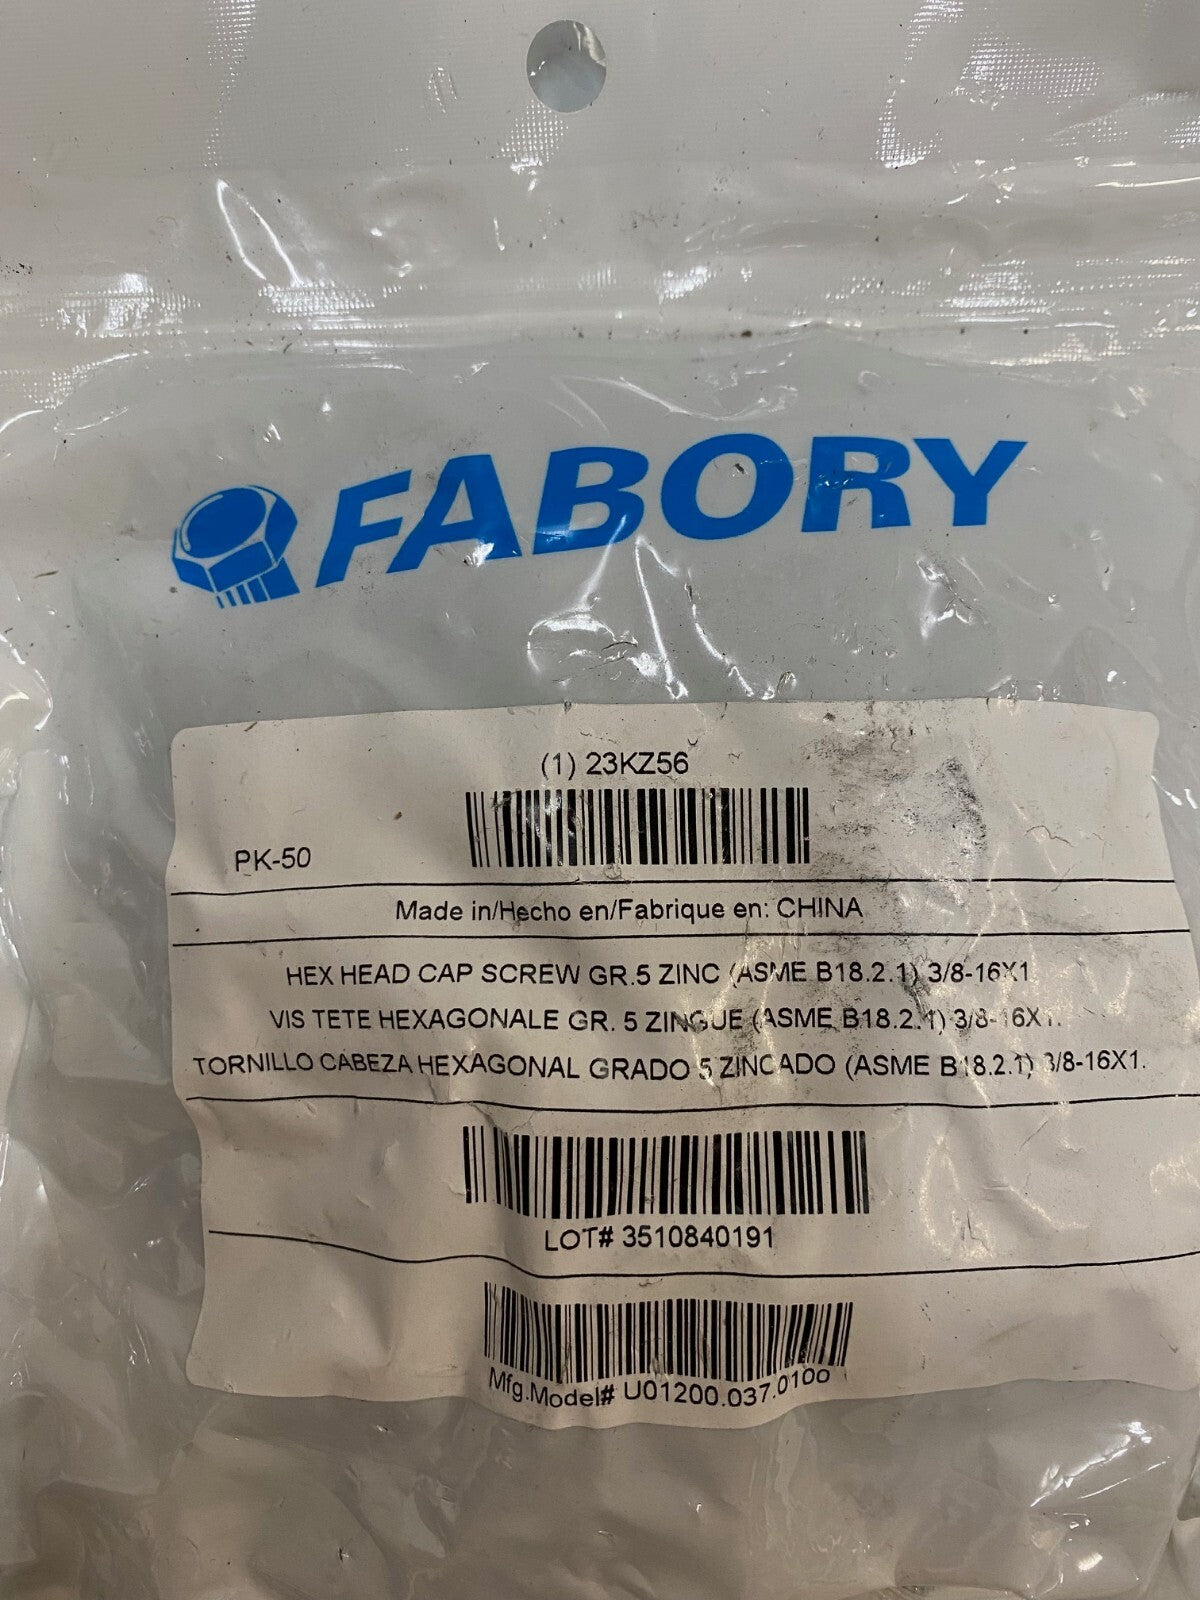 FABORY
(1) 23KZ56
PK-50
Made in/Hecho en/Fabrique en: CHINA
HEX HEAD CAP SCREW GR.5 ZINC (ASME B18.2.1) 3/8-16X1
VIS TETE HEXAGONALE GR. 5 ZINGUE (ASME B18.2.1) 3/8-16X1.
TORNILLO CABEZA HEXAGONAL GRADO 5 ZINCADO (ASME B18.2.1) 3/8-16X1.
LOT# 3510840191
Mfg.Model# U01200.037.0100